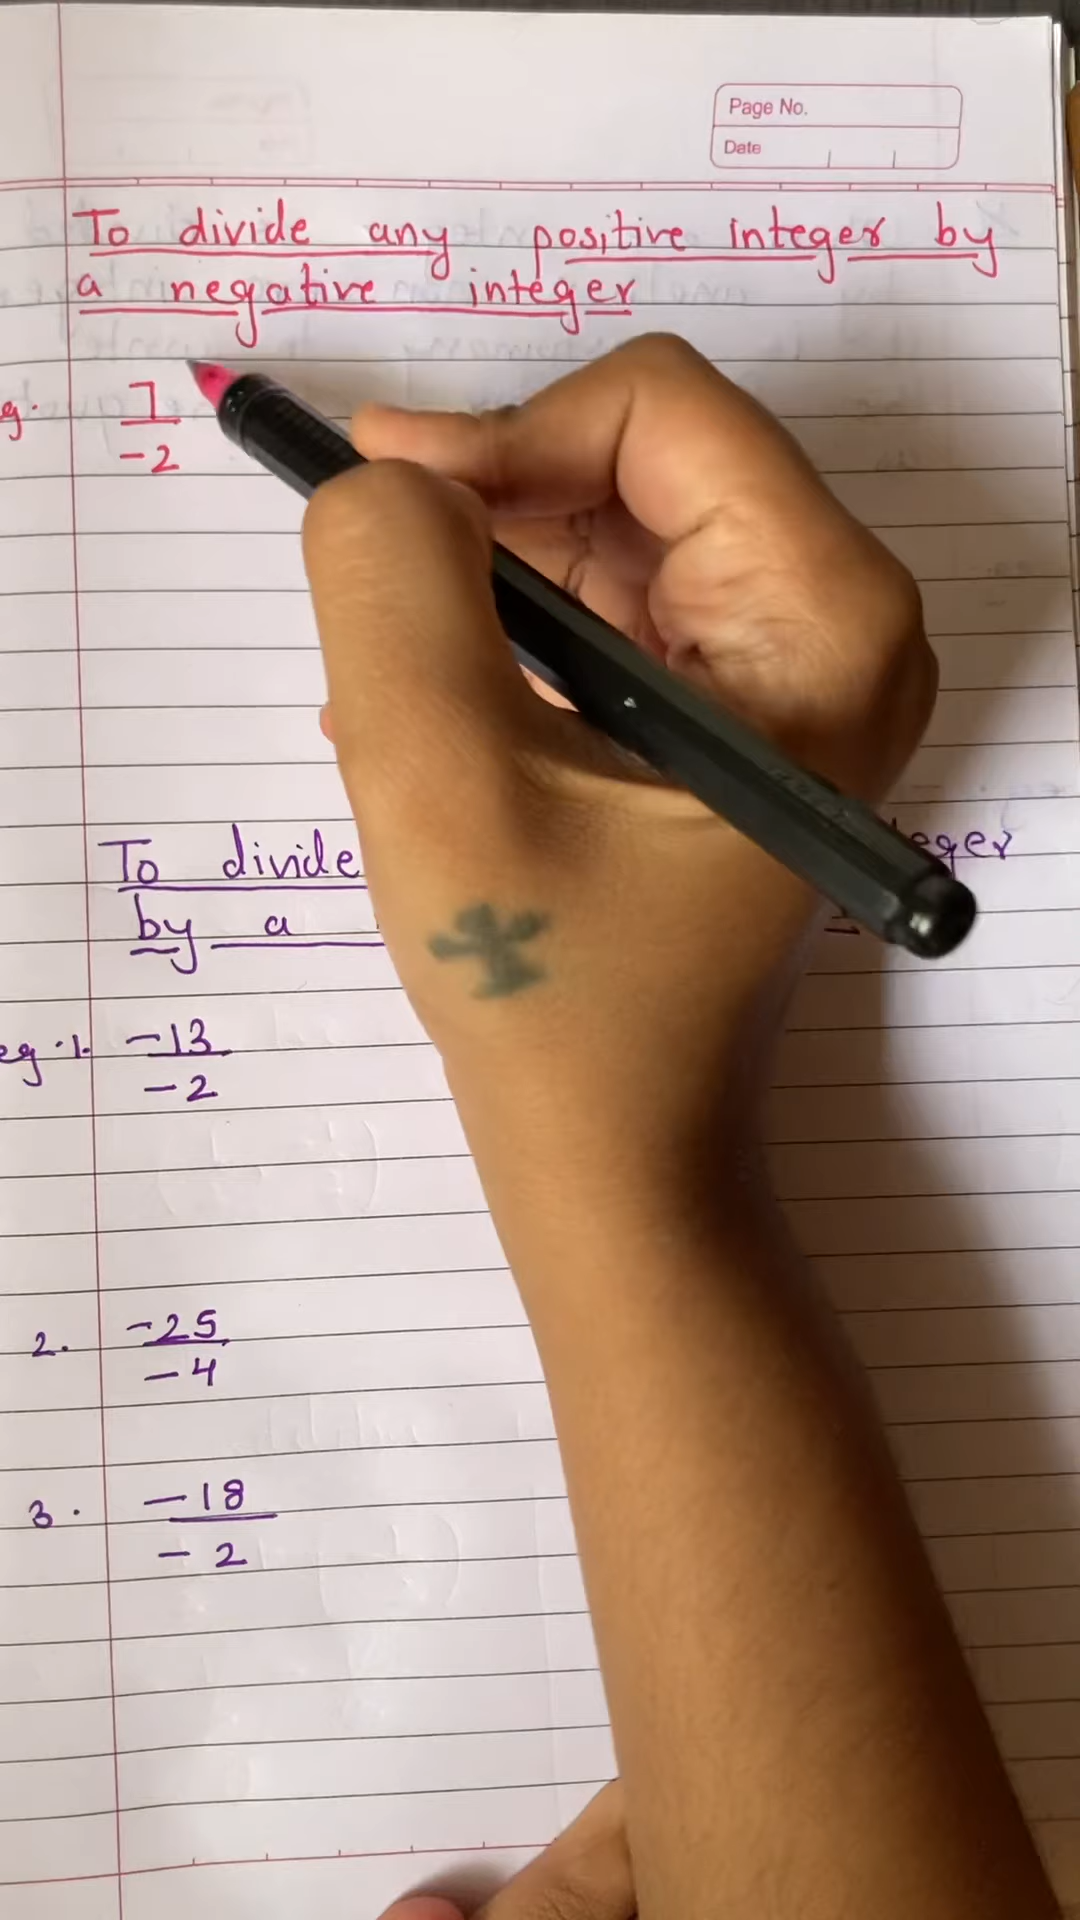 Page No.
Date
To divide any positive integer by
a negative integer
g. 7
-2
To divide eger
by a
eg.1. -13
-2
2. -25
-4
3. -18
-2